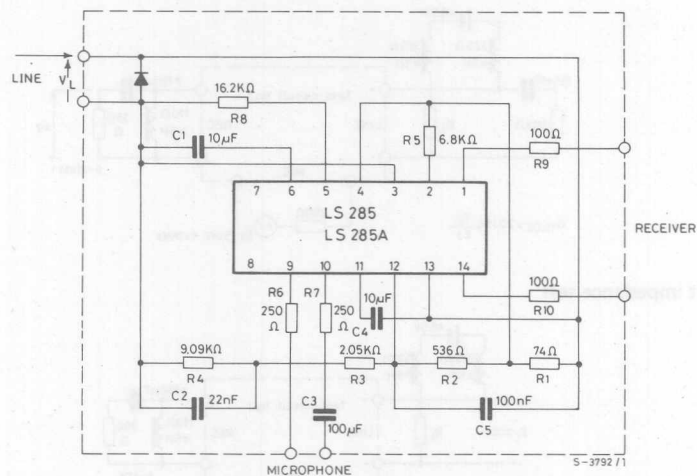 LINE
VL
16.2KΩ
R8
C1
10µF
R5
6.8KΩ
100Ω
R9
7 6 5 4 3 2 1
LS 285
LS 285A
8 9 10 11 12 13 14
RECEIVER
R6
250
Ω
R7
250
Ω
10µF
C4
100Ω
R10
9,09KΩ
R4
2.05KΩ
R3
536Ω
R2
74Ω
R1
C2
22nF
C3
100µF
100nF
C5
MICROPHONE
S-3792/1